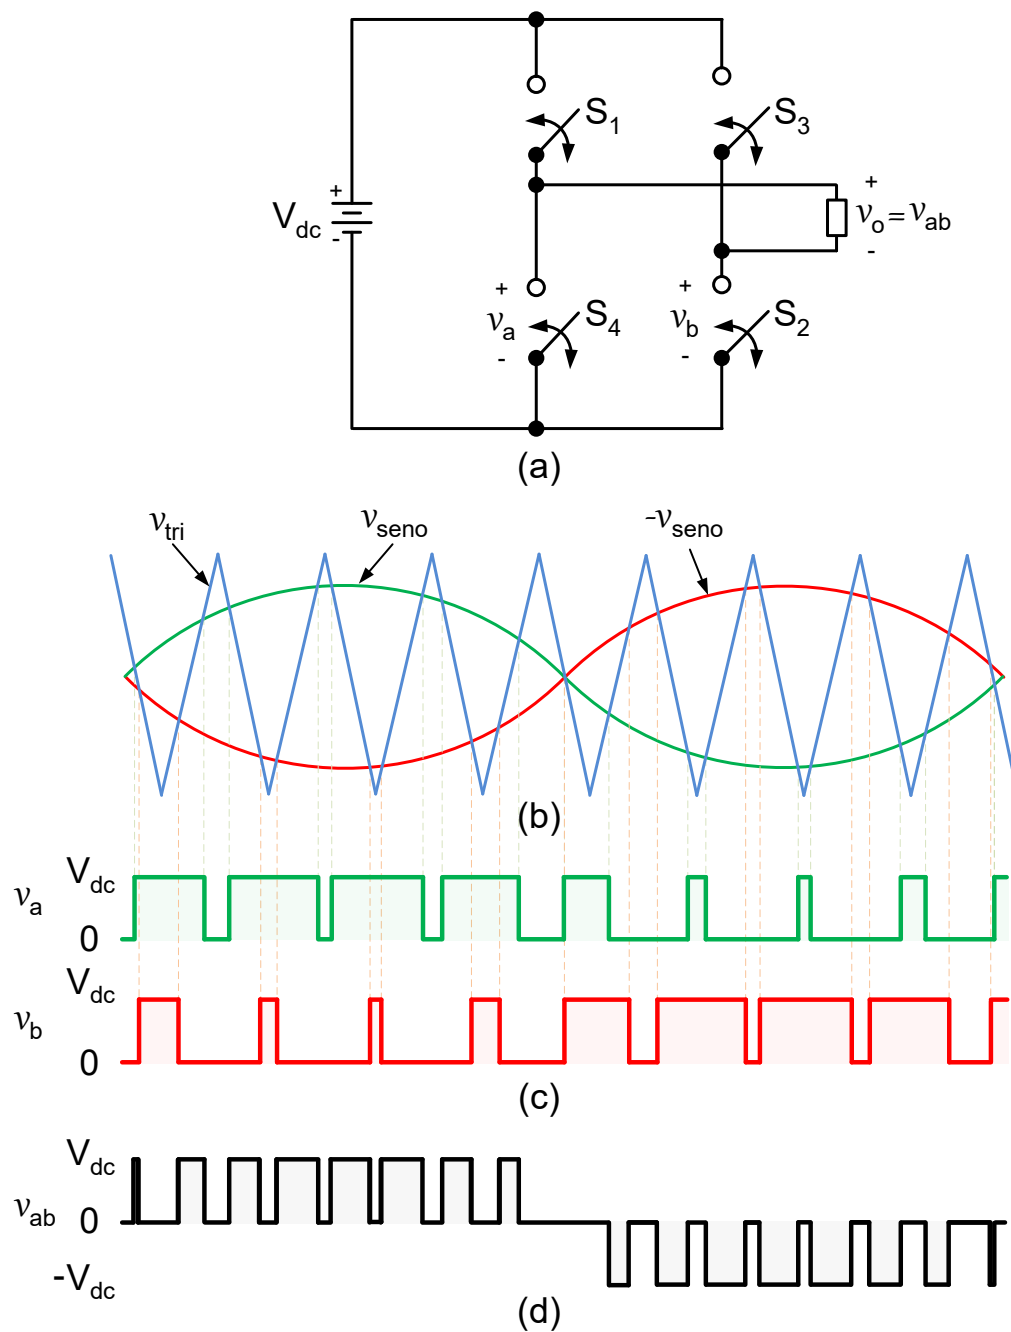 S1
S3
+
Vdc
-
+
vo=vab
-
+
va
-
S4
+
vb
-
S2
(a)
vtri
vseno
-vseno
(b)
Vdc
va
0
Vdc
vb
0
(c)
Vdc
vab
0
-Vdc
(d)